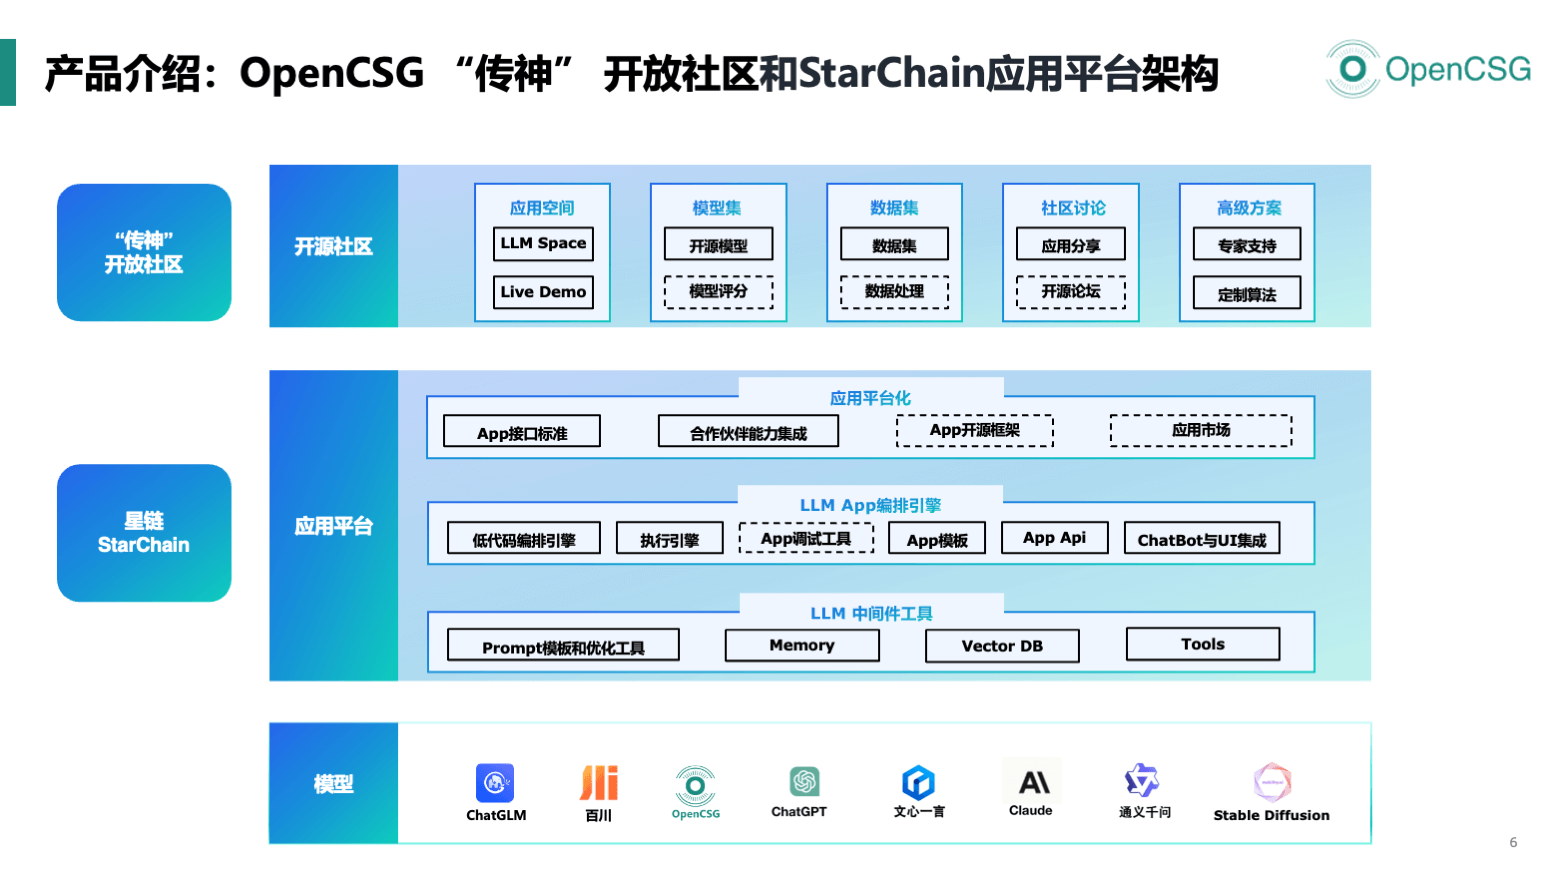 产品介绍：OpenCSG “传神” 开放社区和StarChain应用平台架构
OpenCSG
“传神”
开放社区
开源社区
应用空间
LLM Space
Live Demo
模型集
开源模型
模型评分
数据集
数据集
数据处理
社区讨论
应用分享
开源论坛
高级方案
专家支持
定制算法
星链
StarChain
应用平台
应用平台化
App接口标准
合作伙伴能力集成
App开源框架
应用市场
LLM App编排引擎
低代码编排引擎
执行引擎
App调试工具
App模板
App Api
ChatBot与UI集成
LLM 中间件工具
Prompt模板和优化工具
Memory
Vector DB
Tools
模型
ChatGLM
百川
OpenCSG
ChatGPT
文心一言
Claude
通义千问
Stable Diffusion
6